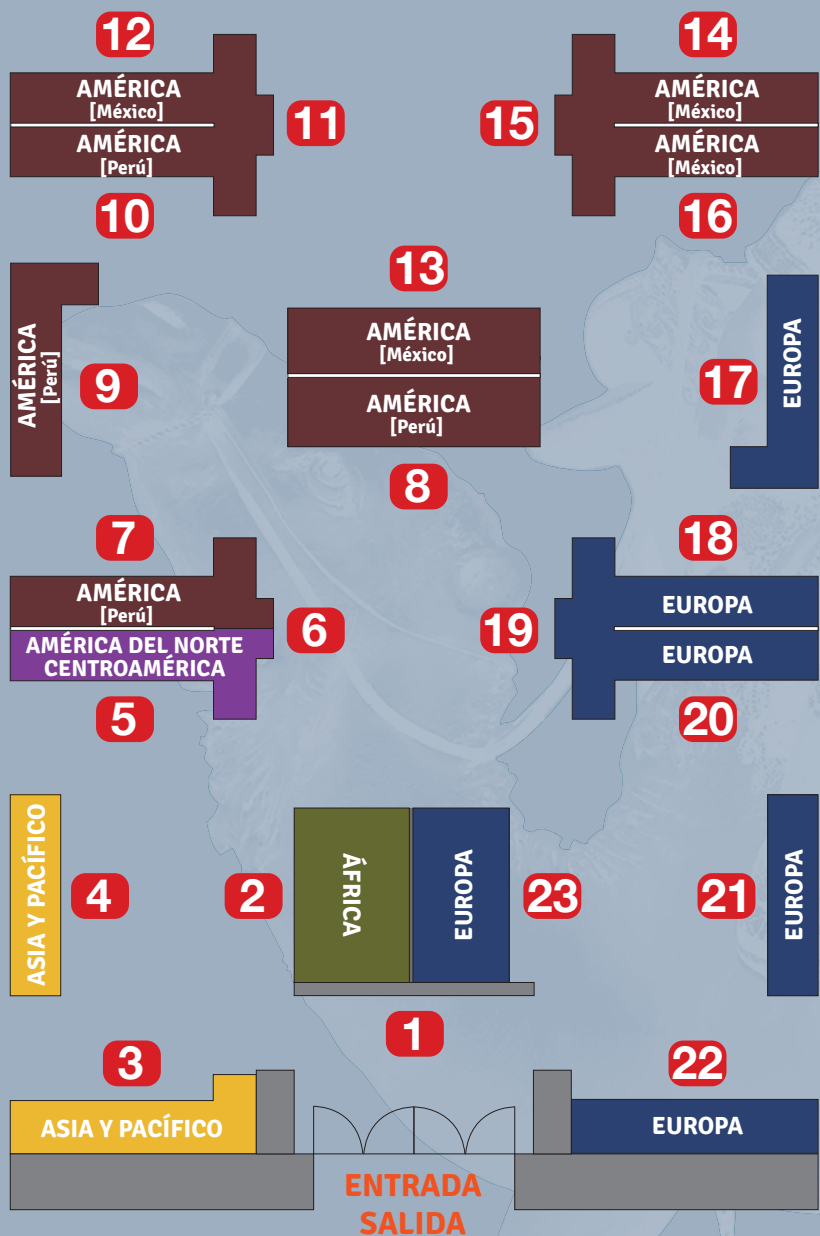 12
14
AMÉRICA
[México]
AMÉRICA
[Perú]
11
15
AMÉRICA
[México]
AMÉRICA
[México]
10
16
13
AMÉRICA
[Perú]
9
AMÉRICA
[México]
AMÉRICA
[Perú]
17
EUROPA
8
7
18
AMÉRICA
[Perú]
AMÉRICA DEL NORTE
CENTROAMÉRICA
6
19
EUROPA
EUROPA
5
20
ASIA Y PACÍFICO
4
2
ÁFRICA
EUROPA
23
21
EUROPA
1
3
22
ASIA Y PACÍFICO
EUROPA
ENTRADA
SALIDA